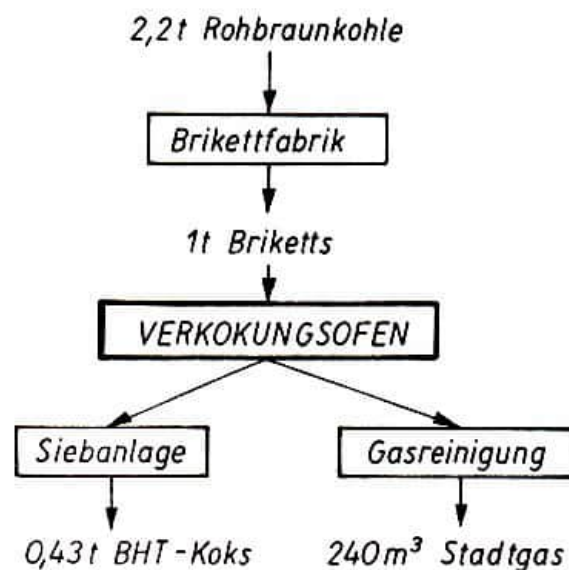 2,2t Rohbraunkohle
Brikettfabrik
1t Briketts
VERKOKUNGSOFEN
Siebanlage
Gasreinigung
0,43t BHT-Koks
240m³ Stadtgas